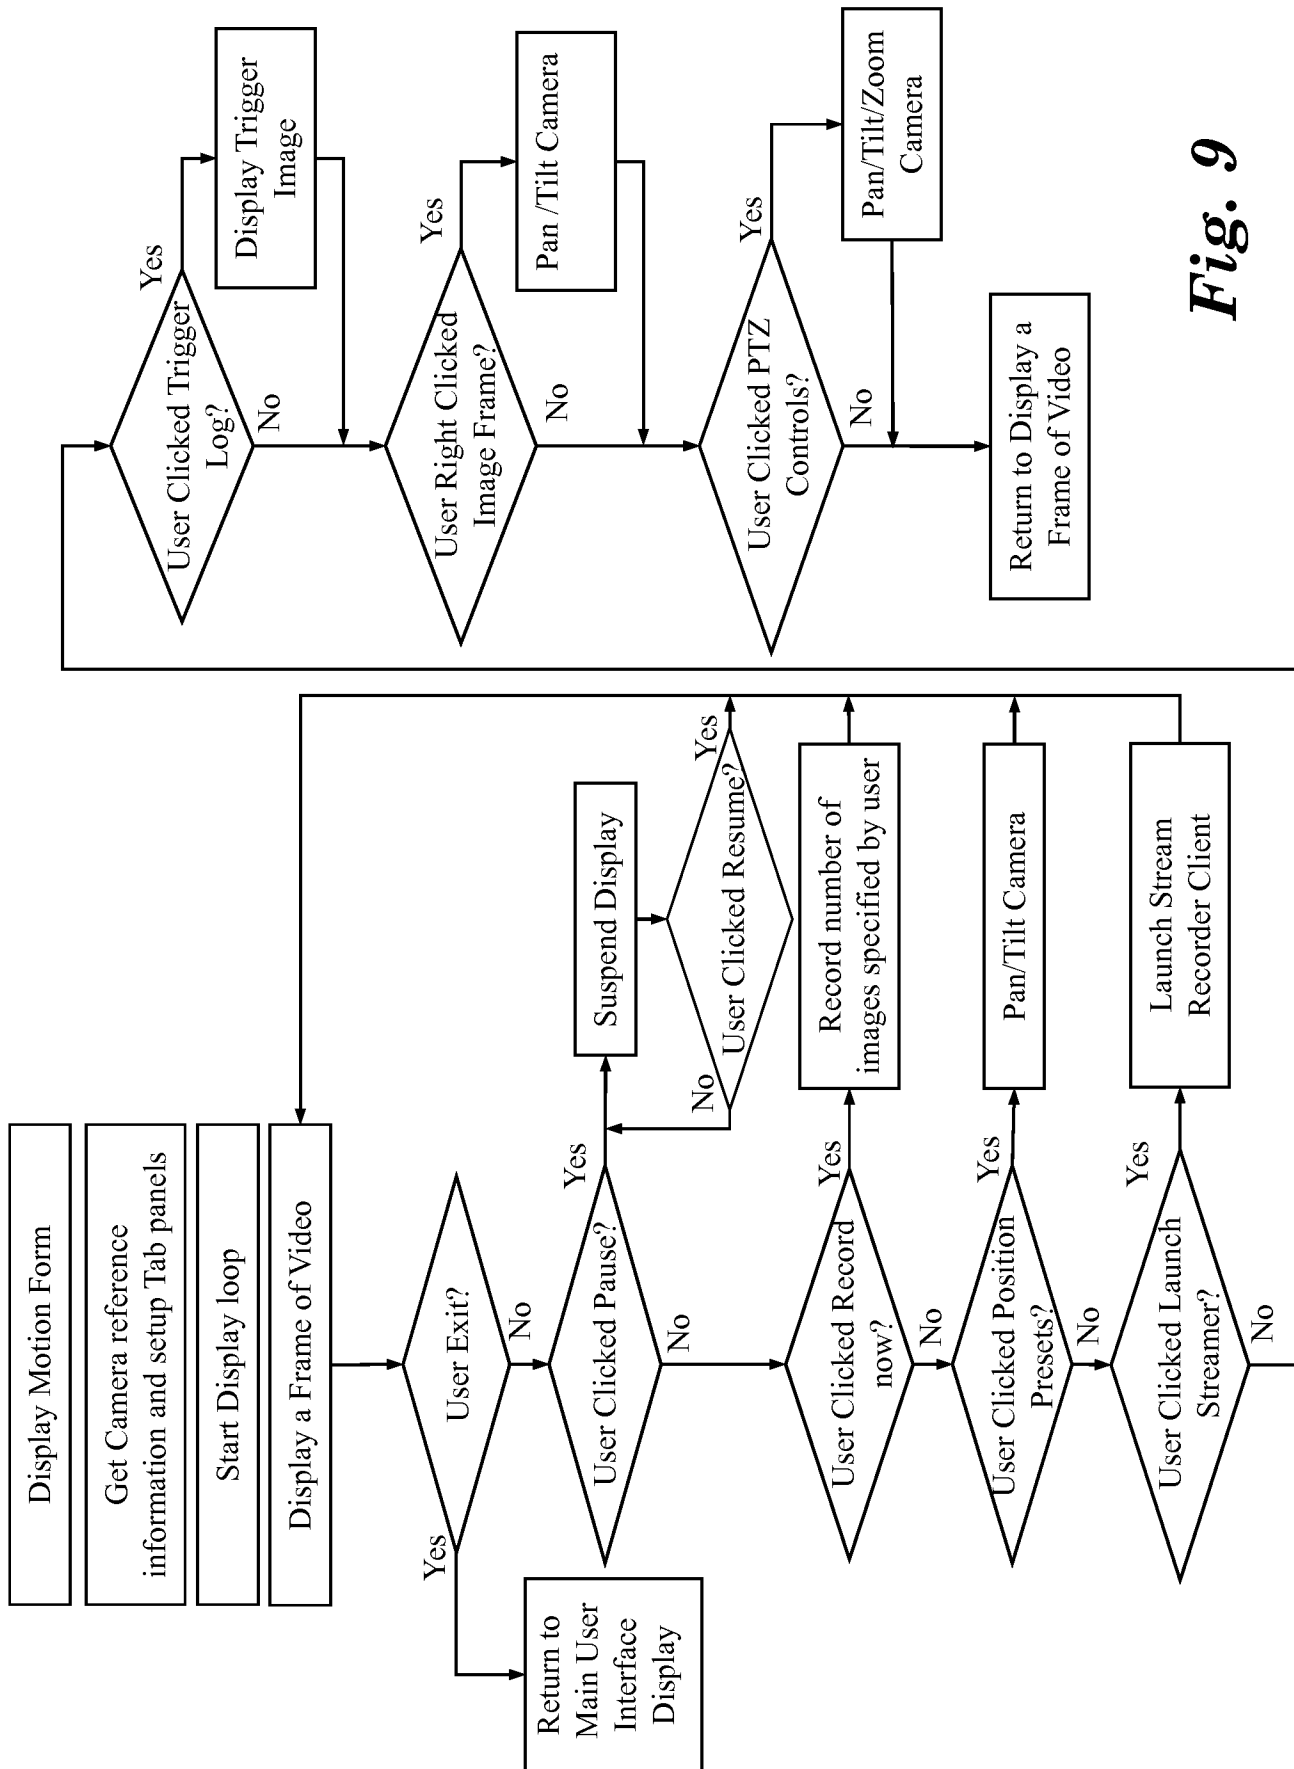 Display Motion Form
Get Camera reference
information and setup Tab panels
Start Display loop
Display a Frame of Video
User Exit?
Yes
No
Return to
Main User
Interface
Display
User Clicked Pause?
Yes
No
Suspend Display
User Clicked Resume?
Yes
No
User Clicked Record
now?
Yes
No
Record number of
images specified by user
User Clicked Position
Presets?
Yes
No
Pan/Tilt Camera
User Clicked Launch
Streamer?
Yes
No
Launch Stream
Recorder Client
User Clicked Trigger
Log?
Yes
No
Display Trigger
Image
User Right Clicked
Image Frame?
Yes
No
Pan /Tilt Camera
User Clicked PTZ
Controls?
Yes
No
Pan/Tilt/Zoom
Camera
Return to Display a
Frame of Video
Fig. 9